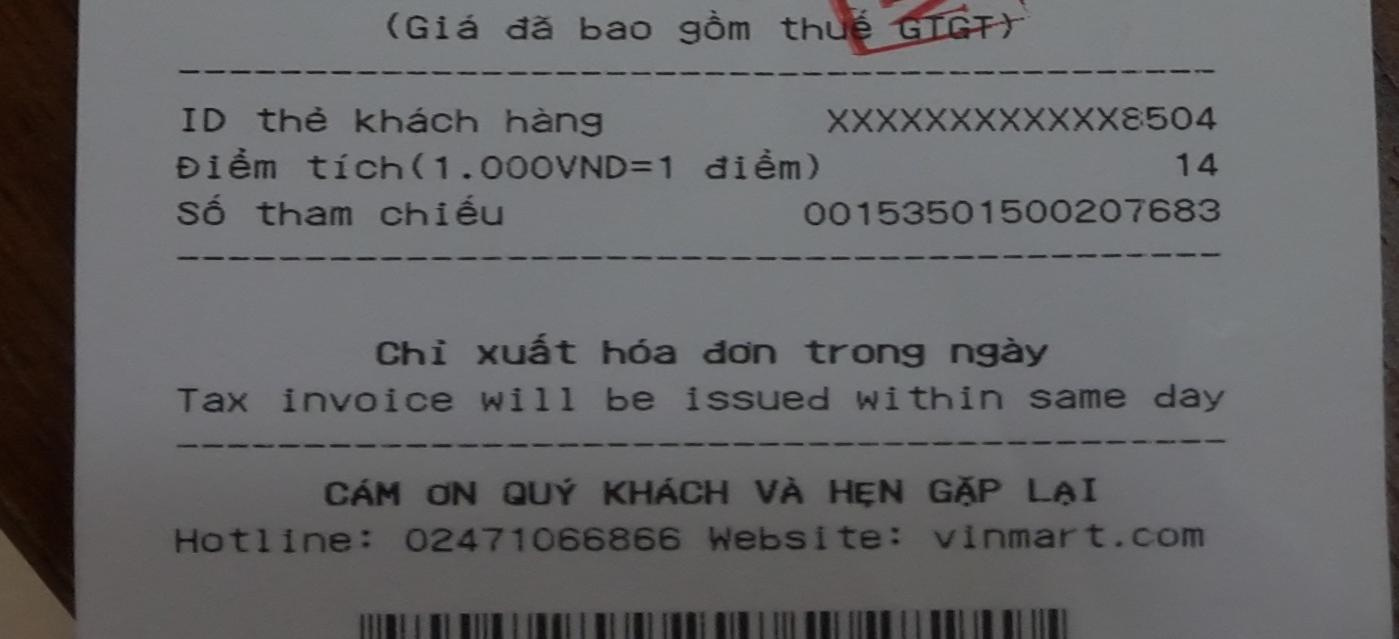 (Giá đã bao gồm thuế GTGT)
ID thẻ khách hàng XXXXXXXXXXXX8504
Điểm tích(1.000VND=1 điểm) 14
Số tham chiếu 00153501500207683
Chỉ xuất hóa đơn trong ngày
Tax invoice will be issued within same day
CÁM ƠN QUÝ KHÁCH VÀ HẸN GẶP LẠI
Hotline: 02471066866 Website: vinmart.com